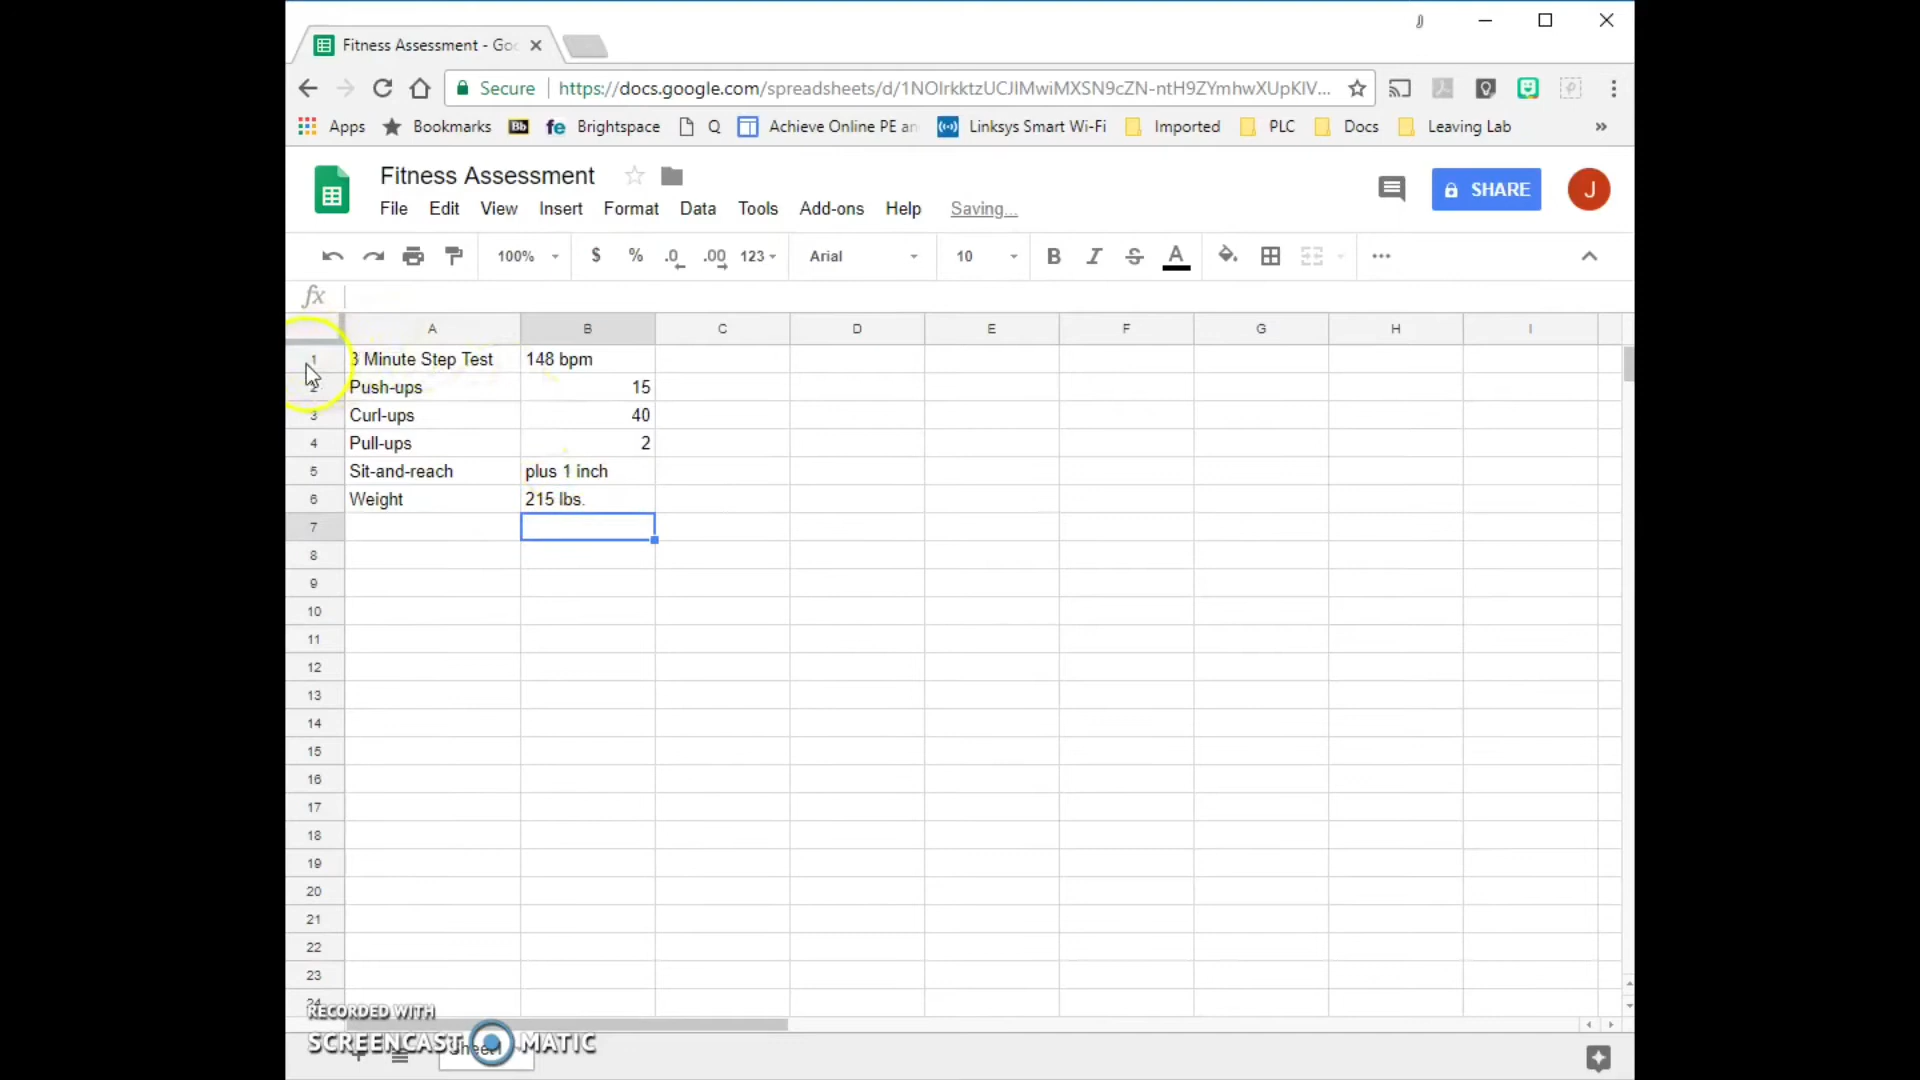 Fitness Assessment - Goo
Secure https://docs.google.com/spreadsheets/d/1NOIrkktzUCJIMwiMXSN9cZN-ntH9ZYmhwXUpKlV...
Apps Bookmarks Bb fe Brightspace Q Achieve Online PE an Linksys Smart Wi-Fi Imported PLC Docs Leaving Lab »
Fitness Assessment
SHARE
J
File Edit View Insert Format Data Tools Add-ons Help Saving...
100% $ % .0 .00 123 Arial 10 B I S A
fx
A B C D E F G H I
1 3 Minute Step Test 148 bpm
2 Push-ups 15
3 Curl-ups 40
4 Pull-ups 2
5 Sit-and-reach plus 1 inch
6 Weight 215 lbs.
7
8
9
10
11
12
13
14
15
16
17
18
19
20
21
22
23
24
RECORDED WITH
SCREENCAST MATIC